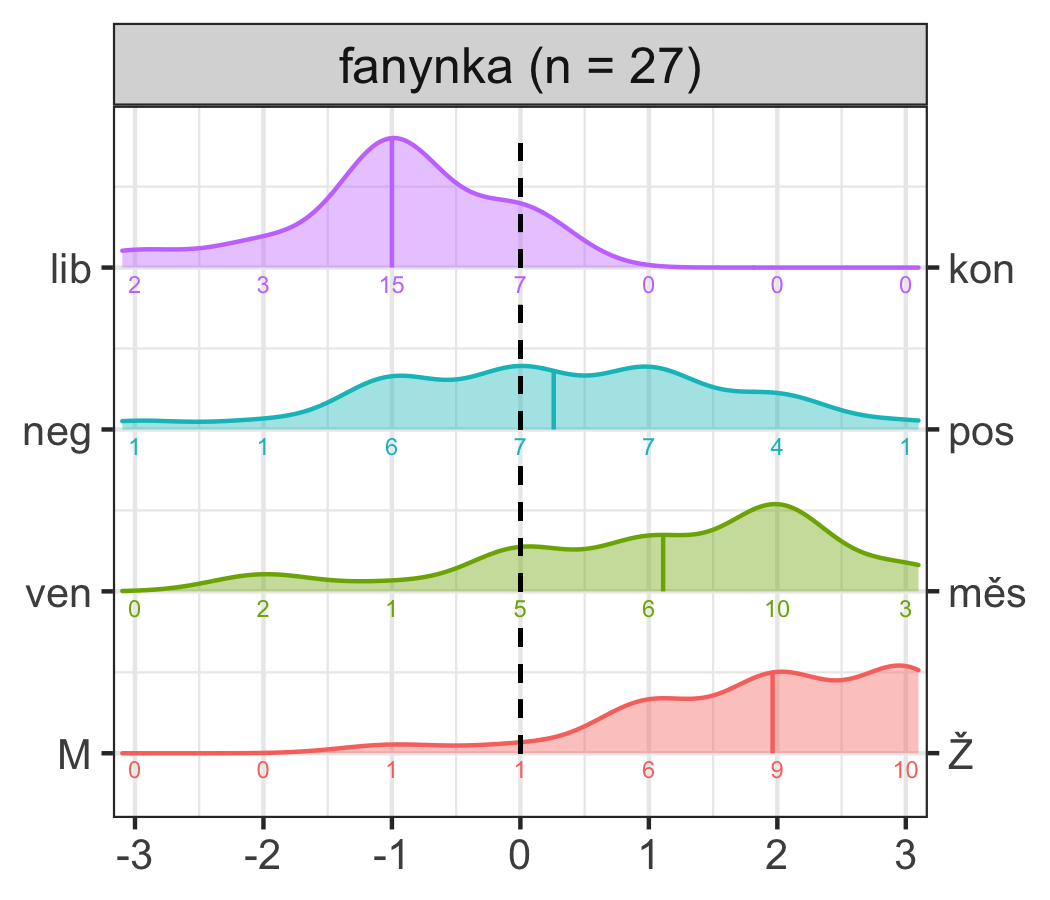 fanynka (n = 27)
lib kon
2 3 15 7 0 0 0
neg pos
1 1 6 7 7 4 1
ven měs
0 2 1 5 6 10 3
M Ž
0 0 1 1 6 9 10
-3 -2 -1 0 1 2 3